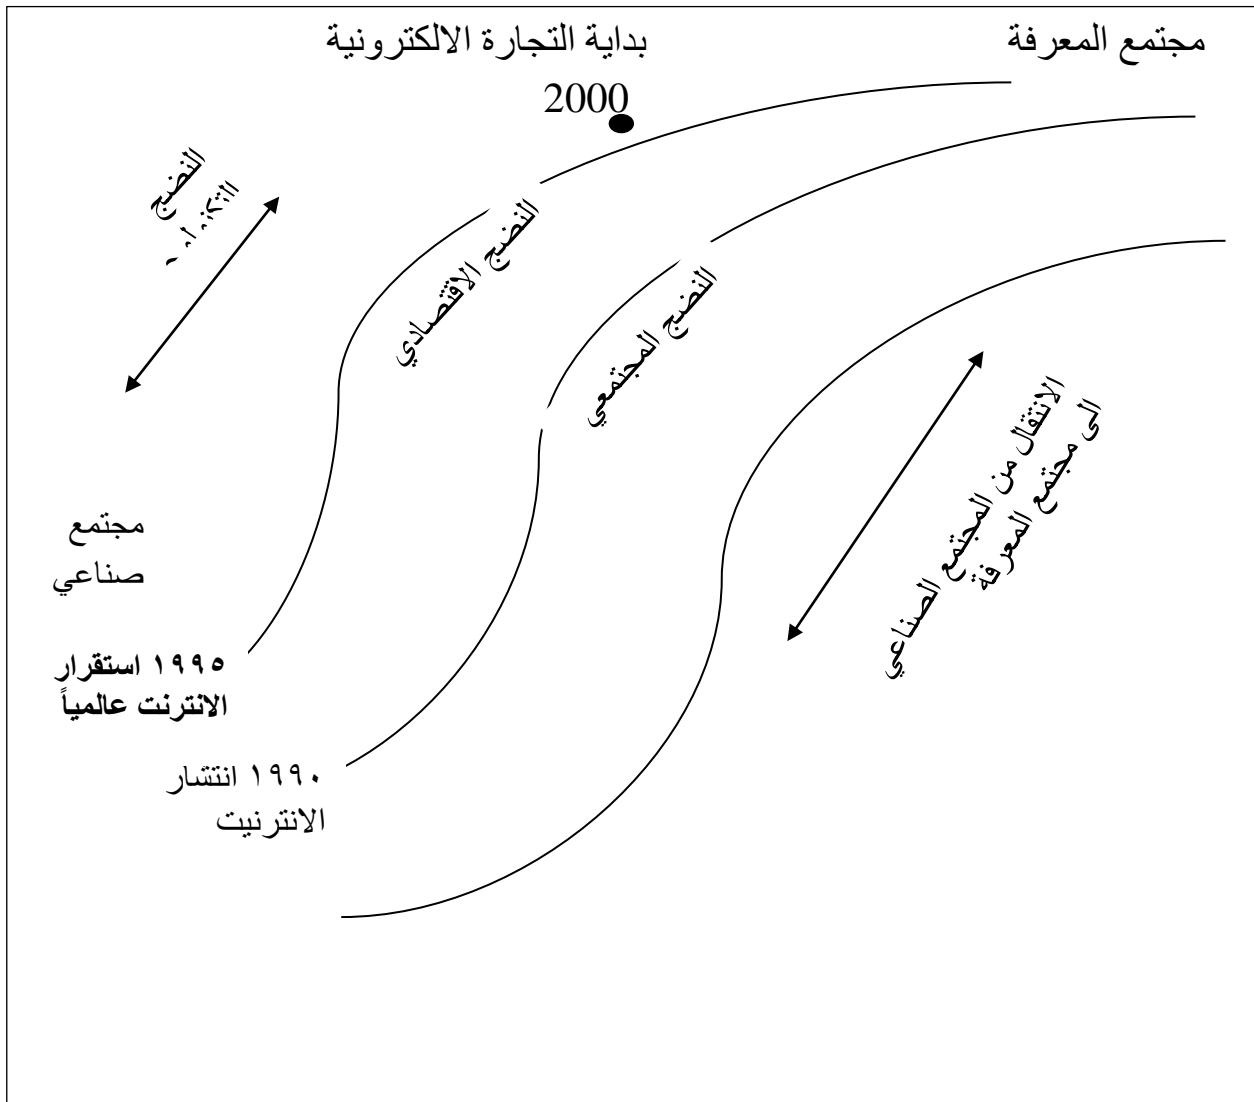 مجتمع المعرفة
بداية التجارة الالكترونية
2000
النضج
النضج الاقتصادي
النضج المجتمعي
الانتقال من المجتمع الصناعي
الى مجتمع المعرفة
مجتمع
صناعي
١٩٩٥ استقرار
الانترنت عالمياً
١٩٩٠ انتشار
الانترنيت